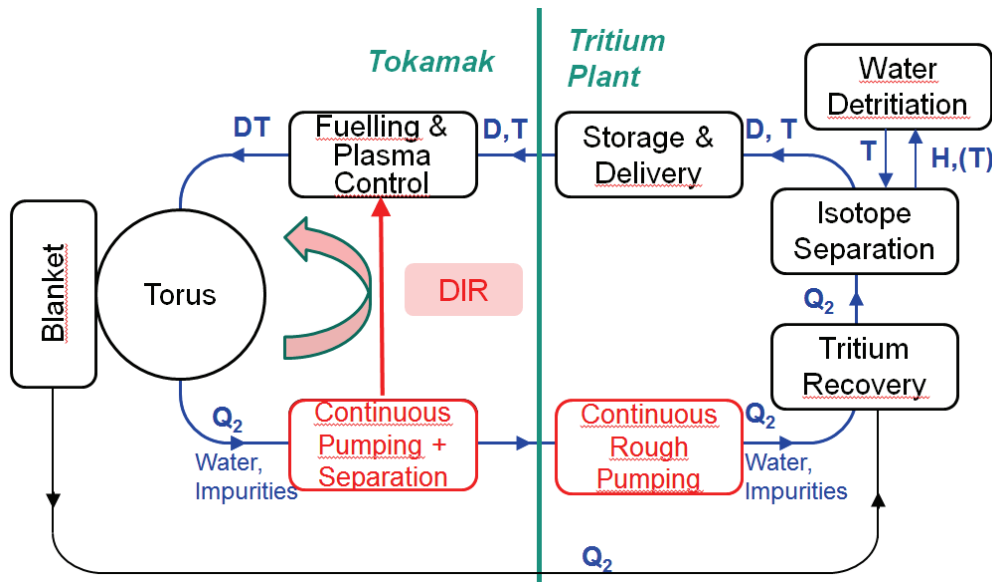 Tokamak
Tritium
Plant
Water
Detritiation
DT
Fuelling &
Plasma
Control
D,T
Storage &
Delivery
D, T
T
H,(T)
Isotope
Separation
Blanket
Torus
DIR
Q2
Tritium
Recovery
Q2
Water,
Impurities
Continuous
Pumping +
Separation
Continuous
Rough
Pumping
Q2
Water,
Impurities
Q2